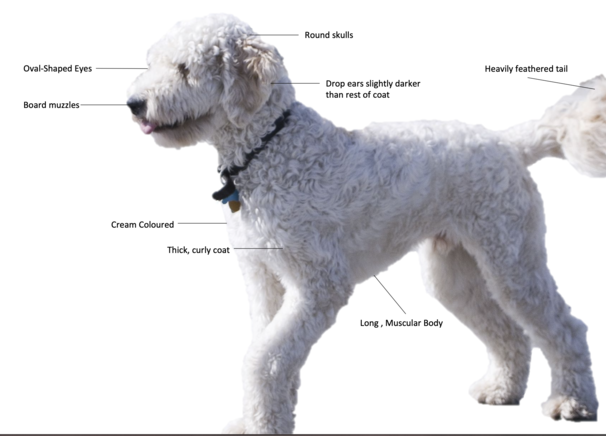 Round skulls
Oval-Shaped Eyes
Heavily feathered tail
Drop ears slightly darker
than rest of coat
Board muzzles
Cream Coloured
Thick, curly coat
Long , Muscular Body